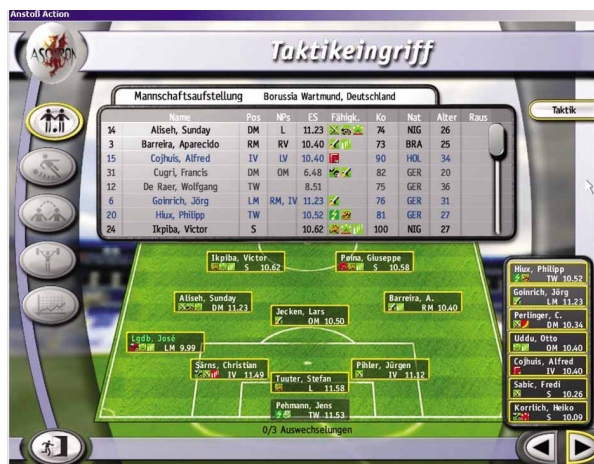 Anstoß Action
ASCARON
Taktikeingriff
Mannschaftsaufstellung Borussia Wartmund, Deutschland
Taktik
Name Pos NPs ES Fähigk. Ko Nat Alter Raus
14 Aliseh, Sunday DM L 11.23 74 NIG 26
3 Barreira, Aparecido RM RV 10.40 73 BRA 25
15 Cojhuis, Alfred IV LV 10.40 90 HOL 34
31 Cugri, Francis DM OM 6.48 82 GER 20
12 De Raer, Wolfgang TW 8.51 75 GER 36
6 Goinrich, Jörg LM RM, IV 11.23 76 GER 31
20 Hiux, Philipp TW 10.52 81 GER 27
24 Ikpiba, Victor S 10.62 100 NIG 27
Ikpiba, Victor
S 10.62
Giuseppe
S 10.58
Aliseh, Sunday
DM 11.23
Jecken, Lars
OM 10.50
Barreira, A.
RM 10.40
Lgdb, José
LM 9.99
Särns, Christian
IV 11.49
Tuuter, Stefan
L 11.58
Pihler, Jürgen
IV 11.12
Pehmann, Jens
TW 11.53
0/3 Auswechselungen
Hiux, Philipp
TW 10.52
Goinrich, Jörg
LM 11.23
Perlinger, C.
DM 10.34
Uddu, Otto
OM 10.40
Cojhuis, Alfred
IV 10.40
Sabic, Fredi
S 10.26
Korrlich, Heiko
S 10.09